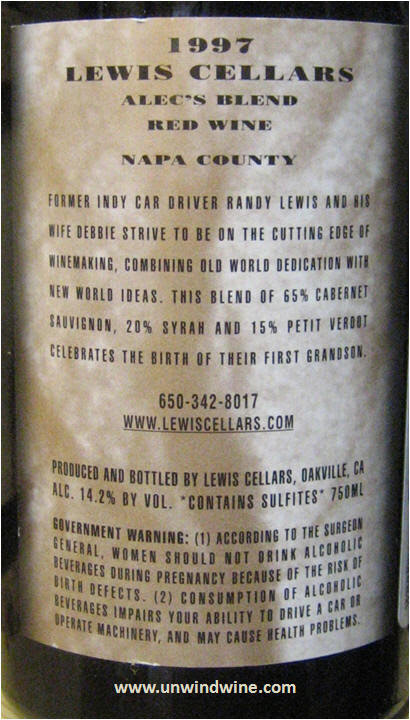 1997
LEWIS CELLARS
ALEC'S BLEND
RED WINE
NAPA COUNTY
FORMER INDY CAR DRIVER RANDY LEWIS AND HIS
WIFE DEBBIE STRIVE TO BE ON THE CUTTING EDGE OF
WINEMAKING, COMBINING OLD WORLD DEDICATION WITH
NEW WORLD IDEAS. THIS BLEND OF 65% CABERNET
SAUVIGNON, 20% SYRAH AND 15% PETIT VERDOT
CELEBRATES THE BIRTH OF THEIR FIRST GRANDSON.
650-342-8017
WWW.LEWISCELLARS.COM
PRODUCED AND BOTTLED BY LEWIS CELLARS, OAKVILLE, CA
ALC. 14.2% BY VOL. *CONTAINS SULFITES* 750ML
GOVERNMENT WARNING: (1) ACCORDING TO THE SURGEON
GENERAL, WOMEN SHOULD NOT DRINK ALCOHOLIC
BEVERAGES DURING PREGNANCY BECAUSE OF THE RISK OF
BIRTH DEFECTS. (2) CONSUMPTION OF ALCOHOLIC
BEVERAGES IMPAIRS YOUR ABILITY TO DRIVE A CAR OR
OPERATE MACHINERY, AND MAY CAUSE HEALTH PROBLEMS.
www.unwindwine.com